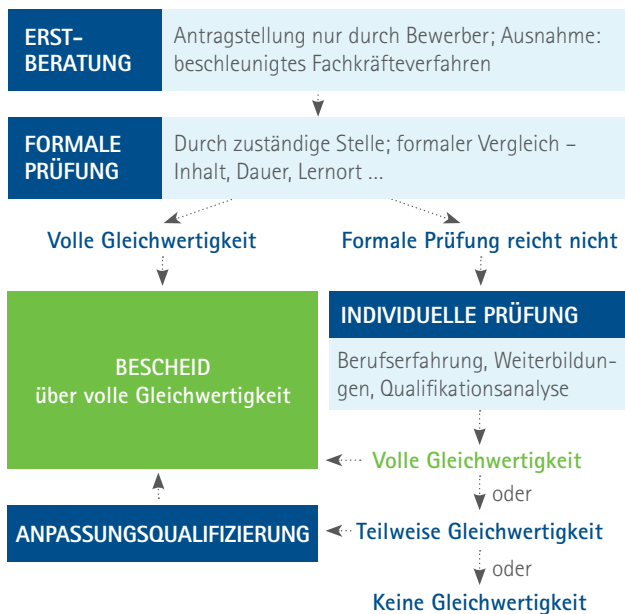 ERST-
BERATUNG
Antragstellung nur durch Bewerber; Ausnahme:
beschleunigtes Fachkräfteverfahren
FORMALE
PRÜFUNG
Durch zuständige Stelle; formaler Vergleich –
Inhalt, Dauer, Lernort ...
Volle Gleichwertigkeit
Formale Prüfung reicht nicht
BESCHEID
über volle Gleichwertigkeit
INDIVIDUELLE PRÜFUNG
Berufserfahrung, Weiterbildun-
gen, Qualifikationsanalyse
Volle Gleichwertigkeit
oder
ANPASSUNGSQUALIFIZIERUNG
Teilweise Gleichwertigkeit
oder
Keine Gleichwertigkeit